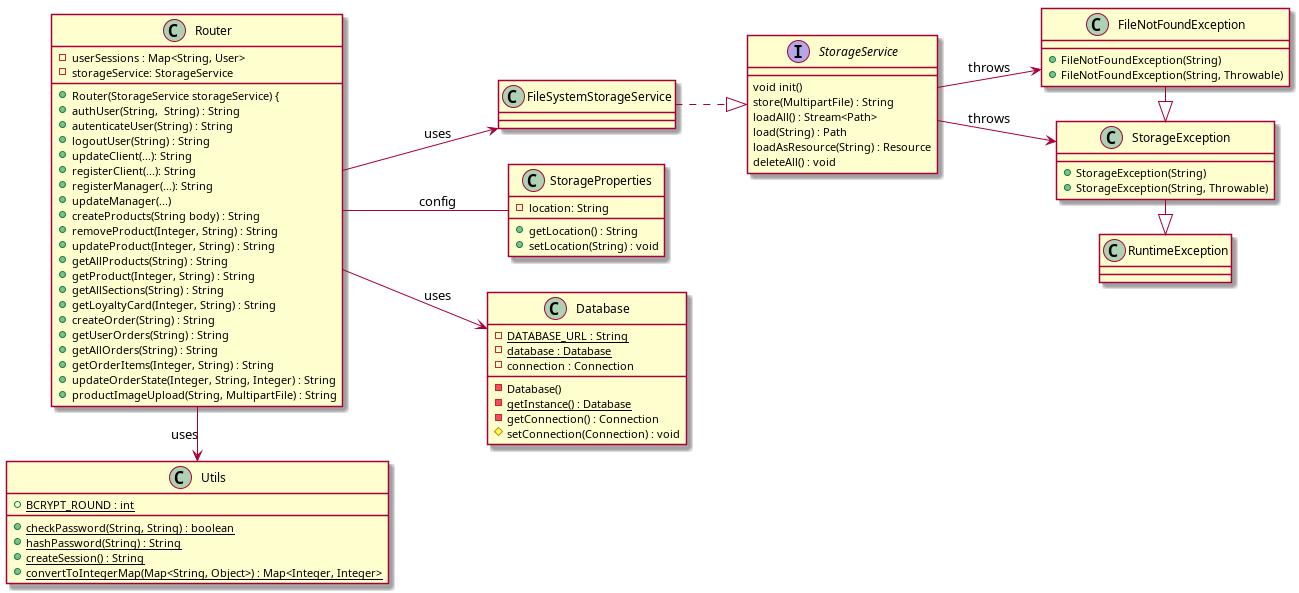 C Router
userSessions : Map<String, User>
storageService: StorageService
Router(StorageService storageService) {
authUser(String,  String) : String
autenticateUser(String) : String
logoutUser(String) : String
updateClient(...): String
registerClient(...): String
registerManager(...): String
updateManager(...)
createProducts(String body) : String
removeProduct(Integer, String) : String
updateProduct(Integer, String) : String
getAllProducts(String) : String
getProduct(Integer, String) : String
getAllSections(String) : String
getLoyaltyCard(Integer, String) : String
createOrder(String) : String
getUserOrders(String) : String
getAllOrders(String) : String
getOrderItems(Integer, String) : String
updateOrderState(Integer, String, Integer) : String
productImageUpload(String, MultipartFile) : String
uses
C FileSystemStorageService
config
C StorageProperties
location: String
getLocation() : String
setLocation(String) : void
uses
C Database
DATABASE_URL : String
database : Database
connection : Connection
Database()
getInstance() : Database
getConnection() : Connection
setConnection(Connection) : void
uses
C Utils
BCRYPT_ROUND : int
checkPassword(String, String) : boolean
hashPassword(String) : String
createSession() : String
convertToIntegerMap(Map<String, Object>) : Map<Integer, Integer>
I StorageService
void init()
store(MultipartFile) : String
loadAll() : Stream<Path>
load(String) : Path
loadAsResource(String) : Resource
deleteAll() : void
throws
throws
C FileNotFoundException
FileNotFoundException(String)
FileNotFoundException(String, Throwable)
C StorageException
StorageException(String)
StorageException(String, Throwable)
C RuntimeException